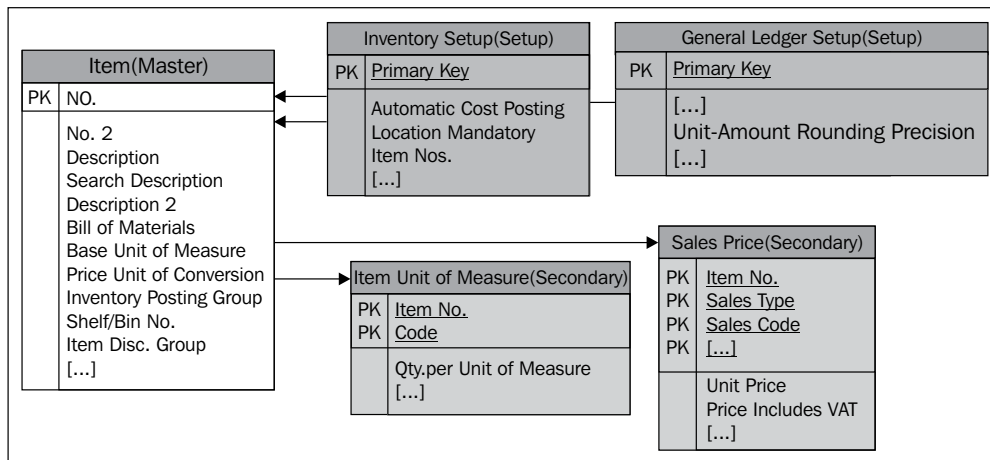 Item(Master)
PK NO.
No. 2
Description
Search Description
Description 2
Bill of Materials
Base Unit of Measure
Price Unit of Conversion
Inventory Posting Group
Shelf/Bin No.
Item Disc. Group
[...]
Inventory Setup(Setup)
PK Primary Key
Automatic Cost Posting
Location Mandatory
Item Nos.
[...]
General Ledger Setup(Setup)
PK Primary Key
[...]
Unit-Amount Rounding Precision
[...]
Item Unit of Measure(Secondary)
PK Item No.
PK Code
Qty.per Unit of Measure
[...]
Sales Price(Secondary)
PK Item No.
PK Sales Type
PK Sales Code
PK [...]
Unit Price
Price Includes VAT
[...]